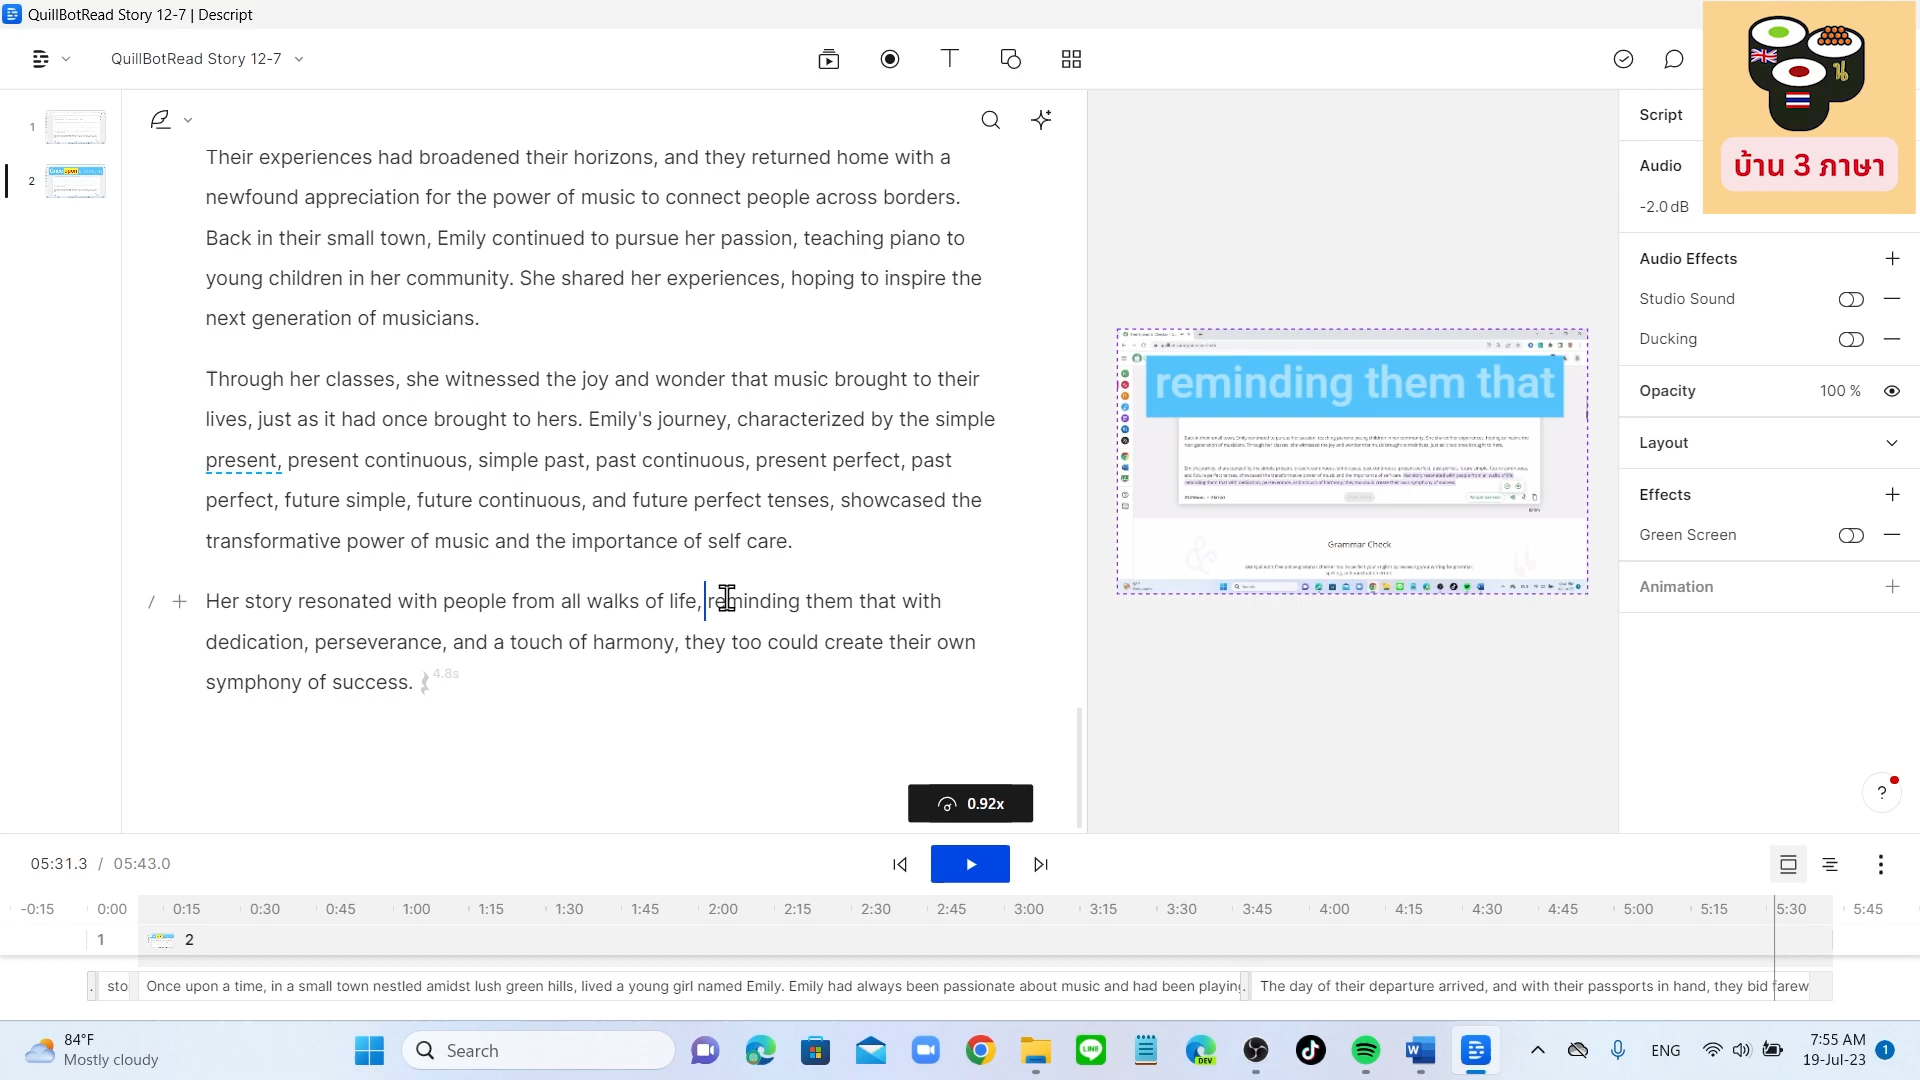 QuillBotRead Story 12-7 | Descript
QuillBotRead Story 12-7
บ้าน 3 ภาษา
น
1
2
Their experiences had broadened their horizons, and they returned home with a
newfound appreciation for the power of music to connect people across borders.
Back in their small town, Emily continued to pursue her passion, teaching piano to
young children in her community. She shared her experiences, hoping to inspire the
next generation of musicians.
Through her classes, she witnessed the joy and wonder that music brought to their
lives, just as it had once brought to hers. Emily's journey, characterized by the simple
present, present continuous, simple past, past continuous, present perfect, past
perfect, future simple, future continuous, and future perfect tenses, showcased the
transformative power of music and the importance of self care.
/ + Her story resonated with people from all walks of life, reminding them that with
dedication, perseverance, and a touch of harmony, they too could create their own
symphony of success. 4.8s
0.92x
reminding them that
Grammar Check
Script
Audio
-2.0 dB
Audio Effects
Studio Sound
Ducking
Opacity 100 %
Layout
Effects
Green Screen
Animation
?
05:31.3 / 05:43.0
-0:15 0:00 0:15 0:30 0:45 1:00 1:15 1:30 1:45 2:00 2:15 2:30 2:45 3:00 3:15 3:30 3:45 4:00 4:15 4:30 4:45 5:00 5:15 5:30 5:45
1 2
. sto Once upon a time, in a small town nestled amidst lush green hills, lived a young girl named Emily. Emily had always been passionate about music and had been playing . The day of their departure arrived, and with their passports in hand, they bid farew
84°F
Mostly cloudy
Search
LINE
DEV
W
ENG
7:55 AM
19-Jul-23
1